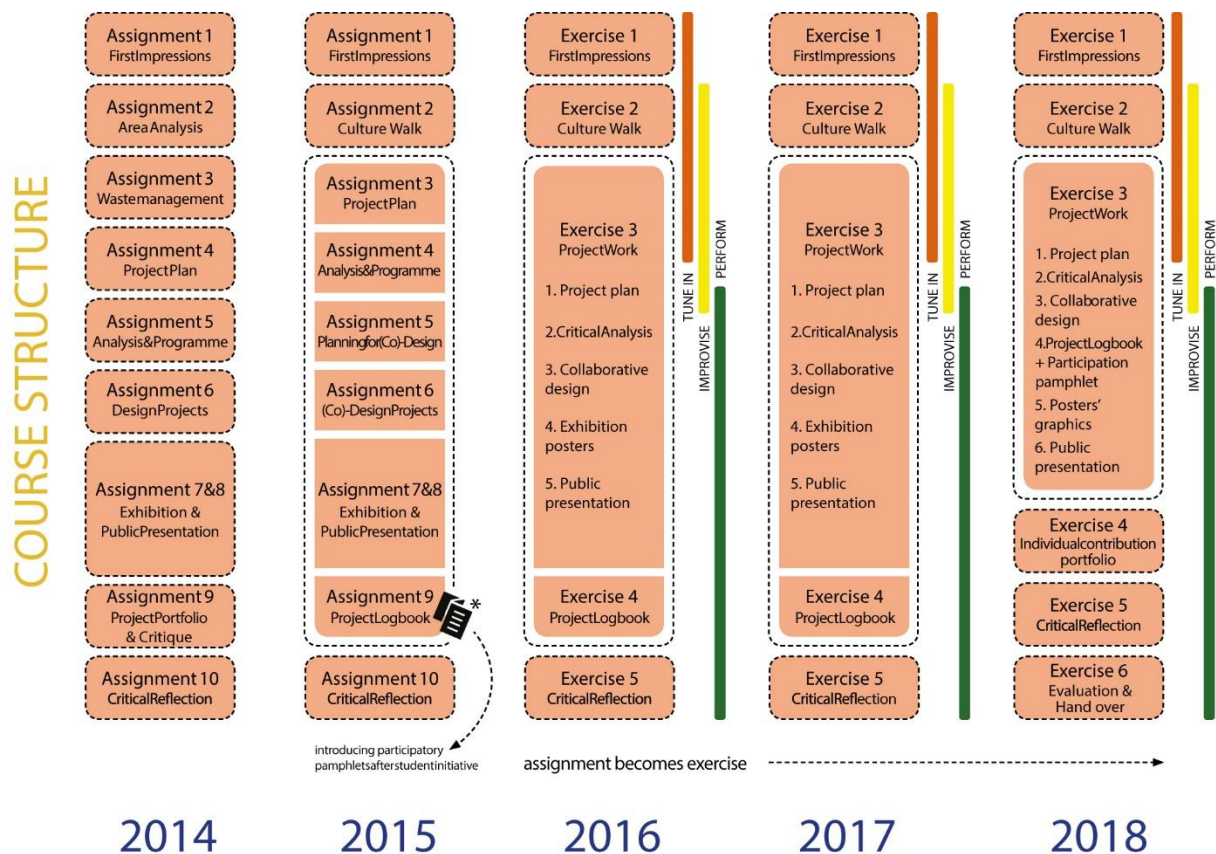 COURSE STRUCTURE
Assignment 1
FirstImpressions
Assignment 2
AreaAnalysis
Assignment 3
Wastemanagement
Assignment 4
ProjectPlan
Assignment 5
Analysis&Programme
Assignment 6
DesignProjects
Assignment 7&8
Exhibition &
PublicPresentation
Assignment 9
ProjectPortfolio
& Critique
Assignment 10
CriticalReflection
2014
Assignment 1
FirstImpressions
Assignment 2
Culture Walk
Assignment 3
ProjectPlan
Assignment 4
Analysis&Programme
Assignment 5
Planningfor(Co)-Design
Assignment 6
(Co)-DesignProjects
Assignment 7&8
Exhibition &
PublicPresentation
Assignment 9
ProjectLogbook
*
Assignment 10
CriticalReflection
introducing participatory
pamphletsafterstudentinitiative
2015
Exercise 1
FirstImpressions
Exercise 2
Culture Walk
Exercise 3
ProjectWork
1. Project plan
2.CriticalAnalysis
3. Collaborative
design
4. Exhibition
posters
5. Public
presentation
Exercise 4
ProjectLogbook
Exercise 5
CriticalReflection
TUNE IN
IMPROVISE
PERFORM
assignment becomes exercise
2016
Exercise 1
FirstImpressions
Exercise 2
Culture Walk
Exercise 3
ProjectWork
1. Project plan
2.CriticalAnalysis
3. Collaborative
design
4. Exhibition
posters
5. Public
presentation
Exercise 4
ProjectLogbook
Exercise 5
CriticalReflection
TUNE IN
IMPROVISE
PERFORM
2017
Exercise 1
FirstImpressions
Exercise 2
Culture Walk
Exercise 3
ProjectWork
1. Project plan
2.CriticalAnalysis
3. Collaborative
design
4.ProjectLogbook
+ Participation
pamphlet
5. Posters'
graphics
6. Public
presentation
Exercise 4
Individualcontribution
portfolio
Exercise 5
CriticalReflection
Exercise 6
Evaluation &
Hand over
TUNE IN
IMPROVISE
PERFORM
2018